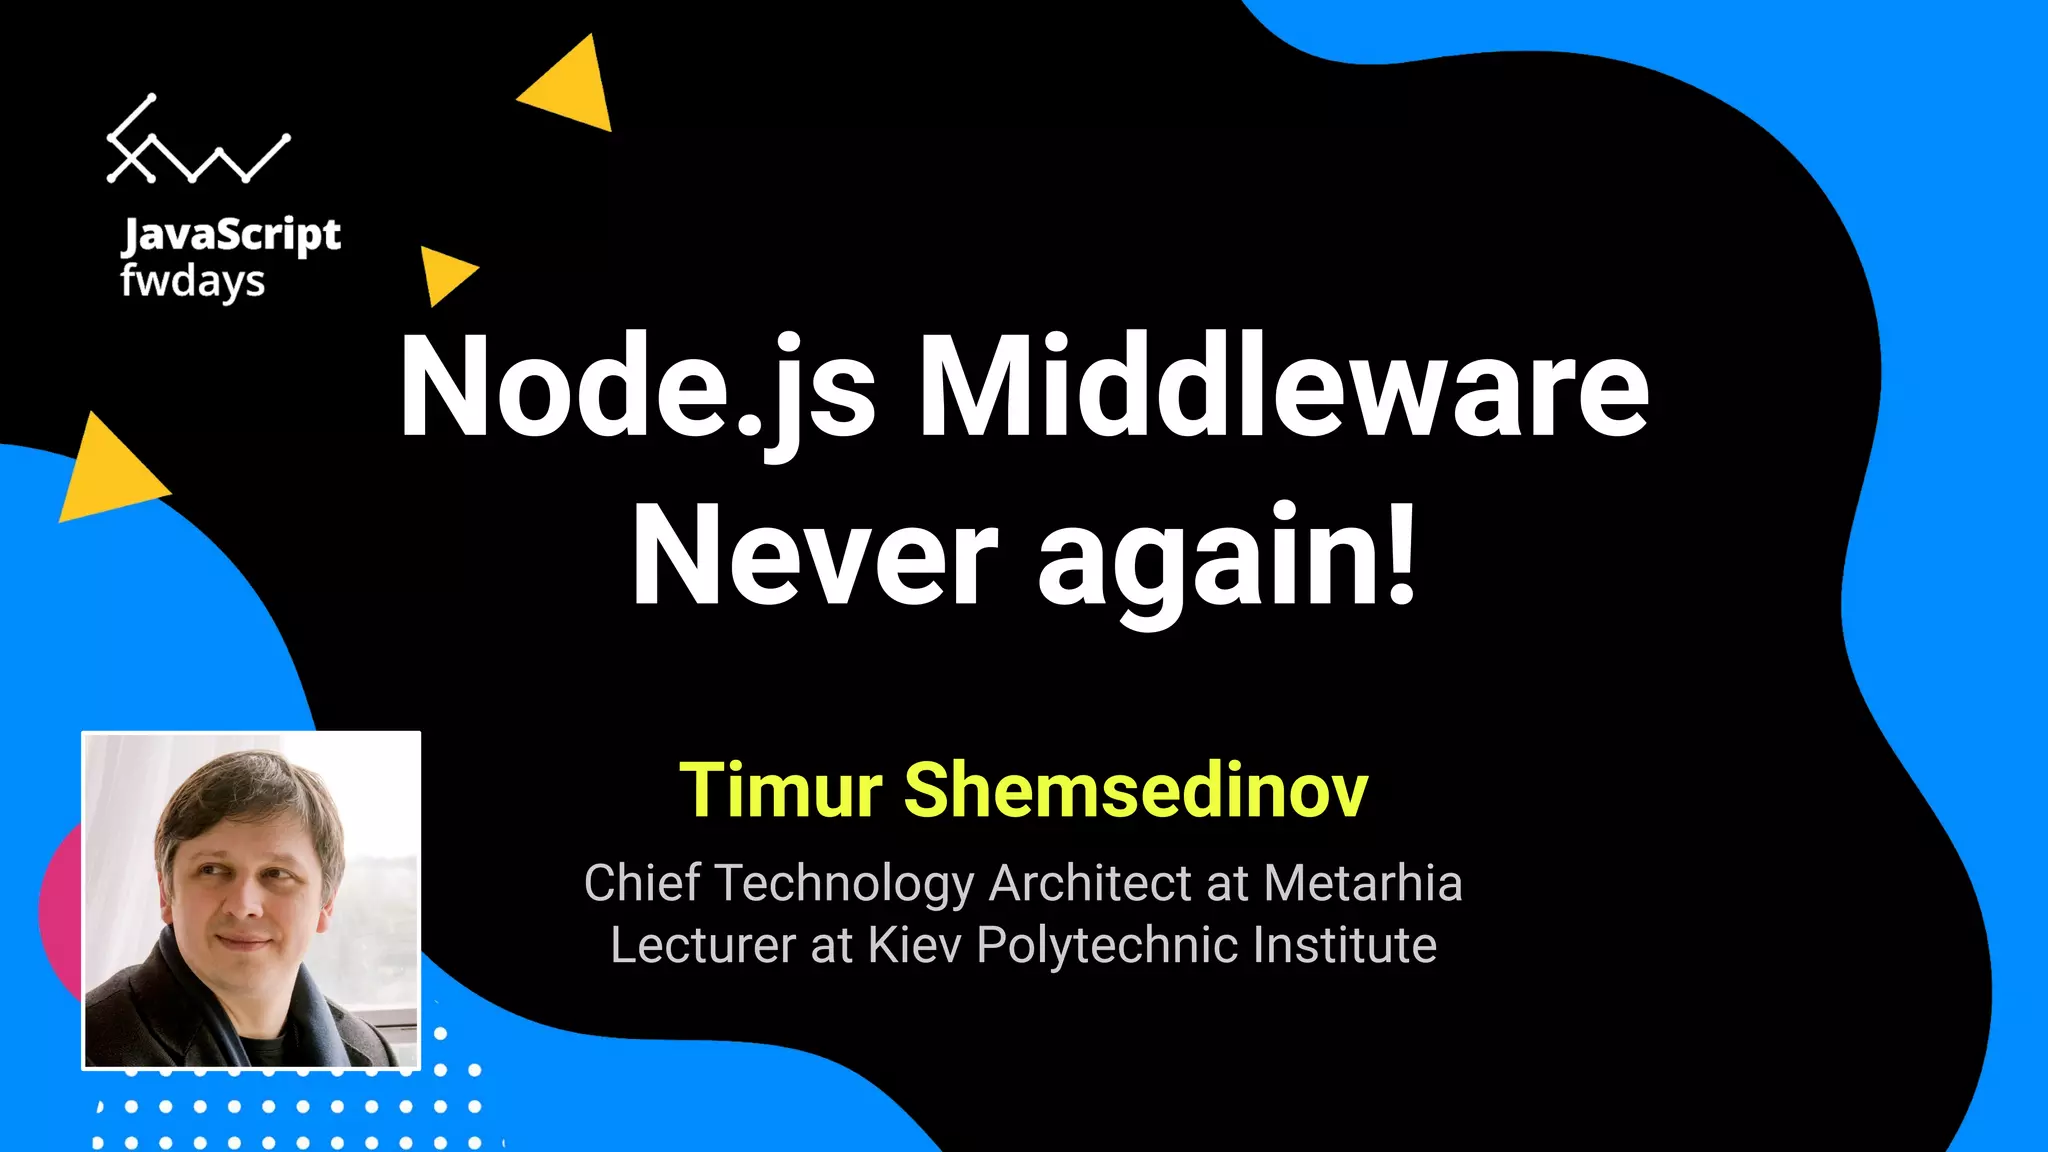 JavaScript
fwdays
Node.js Middleware
Never again!
Timur Shemsedinov
Chief Technology Architect at Metarhia
Lecturer at Kiev Polytechnic Institute